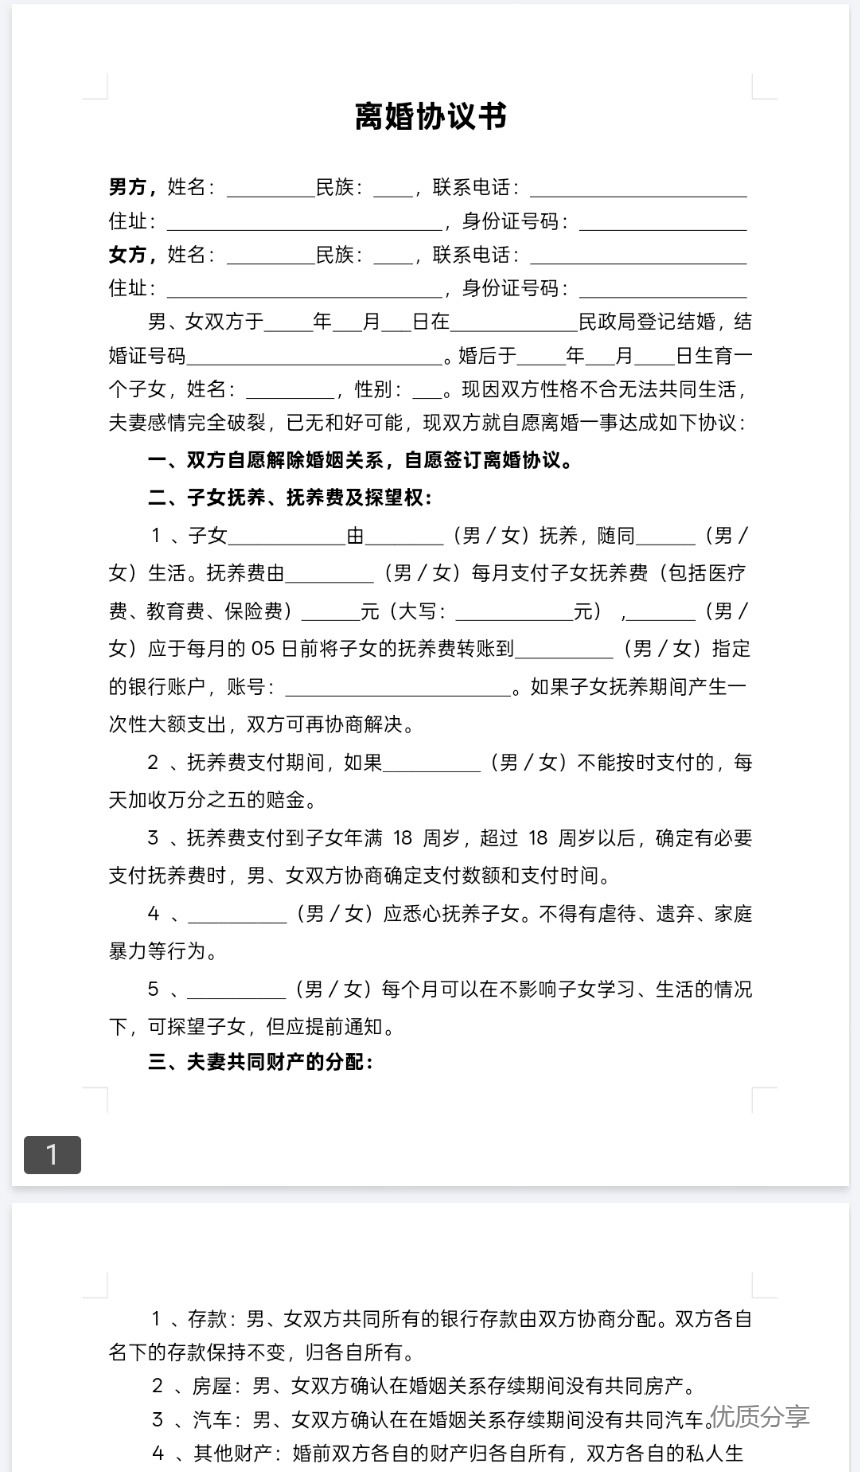 离婚协议书
男方，姓名：_________民族：____，联系电话：______________________
住址：____________________________，身份证号码：_________________
女方，姓名：_________民族：____，联系电话：______________________
住址：____________________________，身份证号码：_________________
男、女双方于_____年___月___日在_____________民政局登记结婚，结
婚证号码__________________________。婚后于_____年___月____日生育一
个子女，姓名：_________，性别：___。现因双方性格不合无法共同生活，
夫妻感情完全破裂，已无和好可能，现双方就自愿离婚一事达成如下协议：
一、双方自愿解除婚姻关系，自愿签订离婚协议。
二、子女抚养、抚养费及探望权：
1 、子女____________由________（男/女）抚养，随同______（男/
女）生活。抚养费由_________（男/女）每月支付子女抚养费（包括医疗
费、教育费、保险费）______元（大写：____________元） ,_______（男/
女）应于每月的 05 日前将子女的抚养费转账到__________（男/女）指定
的银行账户，账号：_______________________。如果子女抚养期间产生一
次性大额支出，双方可再协商解决。
2 、抚养费支付期间，如果__________（男/女）不能按时支付的，每
天加收万分之五的赔金。
3 、抚养费支付到子女年满 18 周岁，超过 18 周岁以后，确定有必要
支付抚养费时，男、女双方协商确定支付数额和支付时间。
4 、__________（男/女）应悉心抚养子女。不得有虐待、遗弃、家庭
暴力等行为。
5 、__________（男/女）每个月可以在不影响子女学习、生活的情况
下，可探望子女，但应提前通知。
三、夫妻共同财产的分配：
1
1 、存款：男、女双方共同所有的银行存款由双方协商分配。双方各自
名下的存款保持不变，归各自所有。
2 、房屋：男、女双方确认在婚姻关系存续期间没有共同房产。
3 、汽车：男、女双方确认在在婚姻关系存续期间没有共同汽车。
优质分享
4 、其他财产：婚前双方各自的财产归各自所有，双方各自的私人生